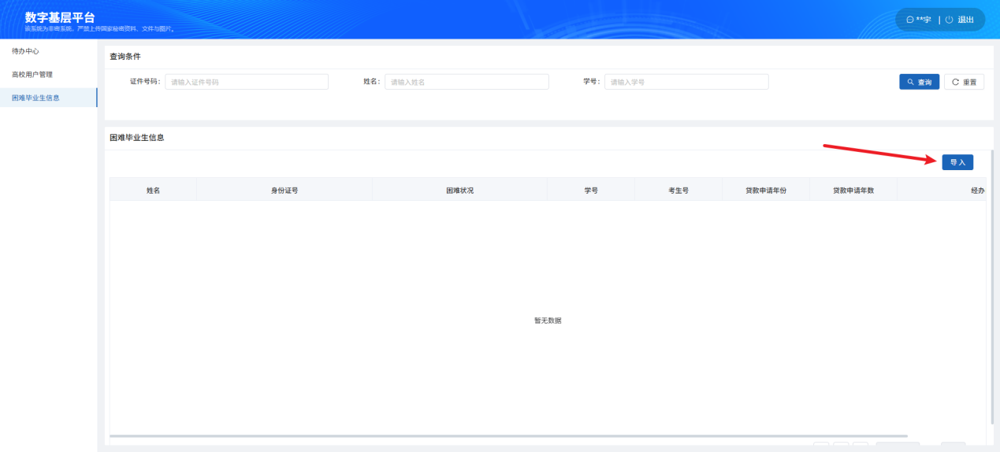 数字基层平台
该系统为非密系统，严禁上传国家秘密资料、文件与图片。
**宇 | 退出
待办中心
高校用户管理
困难毕业生信息
查询条件
证件号码： 请输入证件号码 姓名： 请输入姓名 学号： 请输入学号 查询 重置
困难毕业生信息
导入
姓名 身份证号 困难状况 学号 考生号 贷款申请年份 贷款申请年数 经办
暂无数据